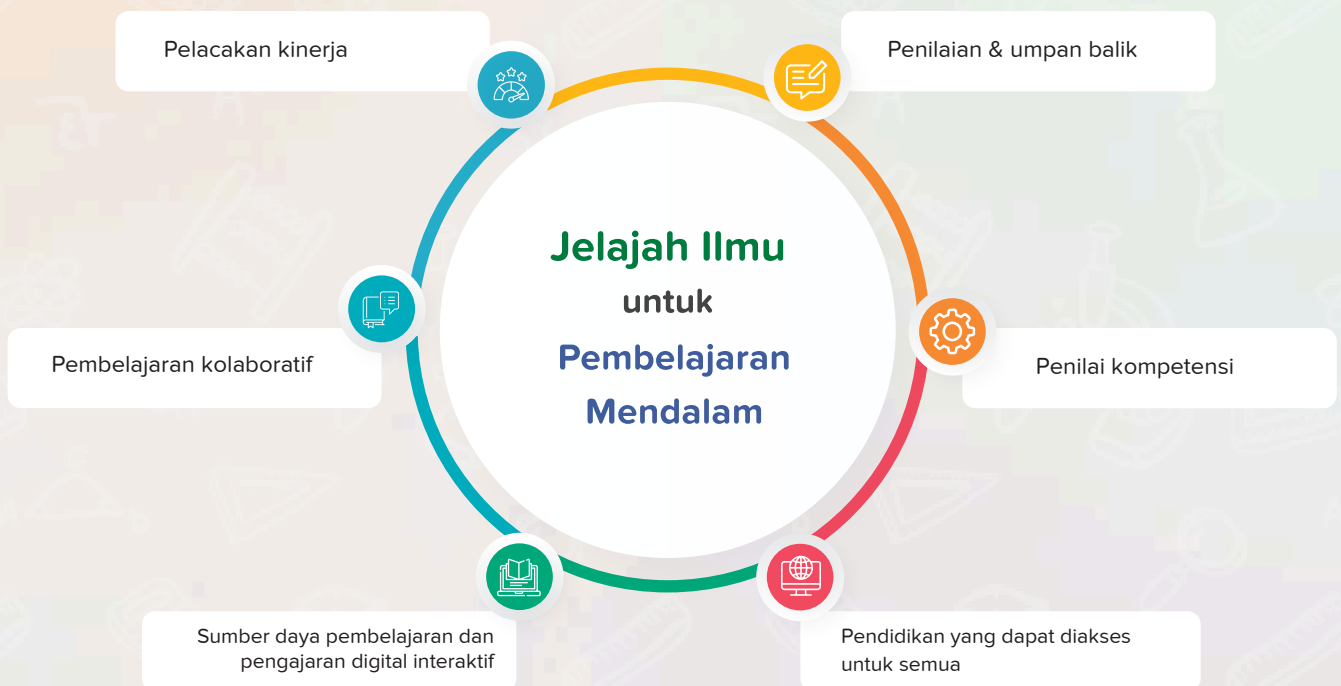 Pelacakan kinerja
Penilaian & umpan balik
Jelajah Ilmu
untuk
Pembelajaran
Mendalam
Pembelajaran kolaboratif
Penilai kompetensi
Sumber daya pembelajaran dan
pengajaran digital interaktif
Pendidikan yang dapat diakses
untuk semua